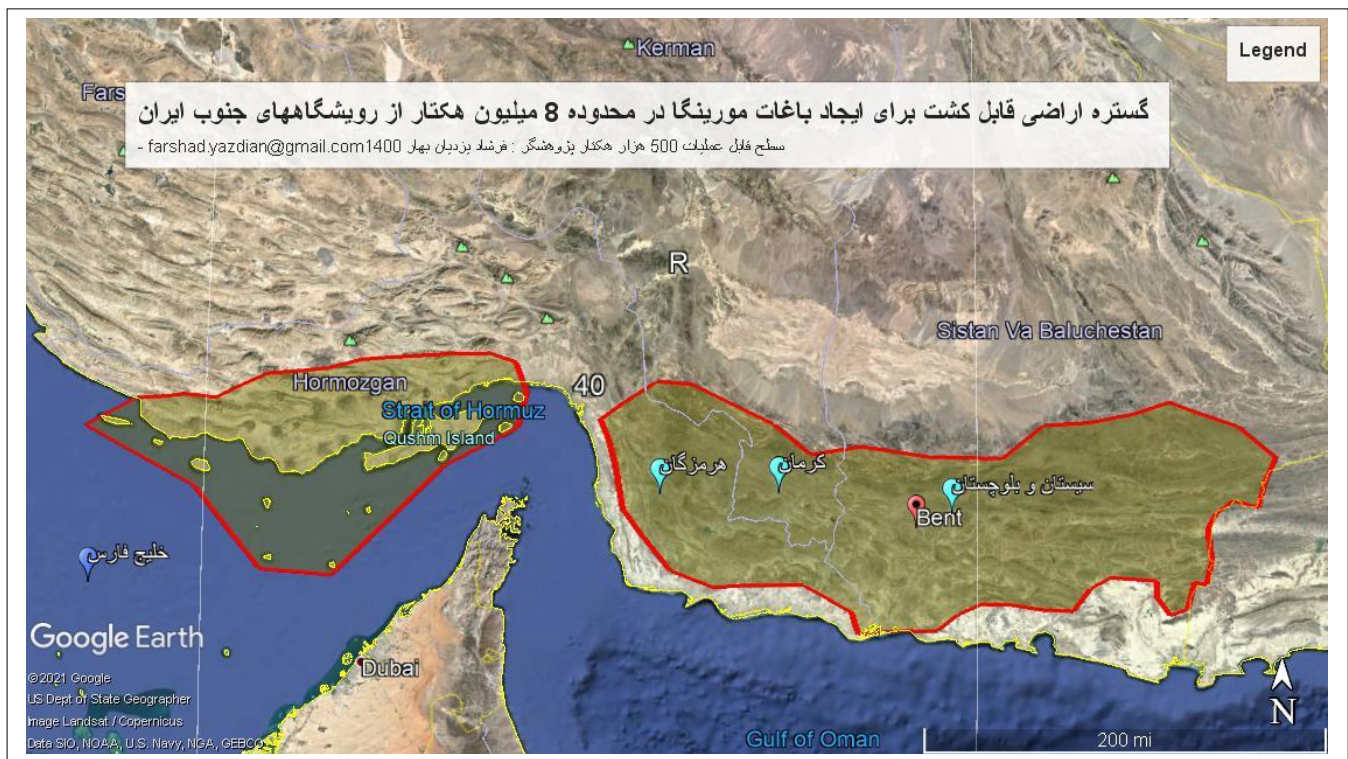 Kerman
Legend
Fars
گستره اراضی قابل کشت برای ایجاد باغات مورینگا در محدوده 8 میلیون هکتار از رویشگاههای جنوب ایران
سطح قابل عملیات 500 هزار هکتار پژوهشگر : فرشاد یزدیان بهار 1400farshad.yazdian@gmail.com -
R
Sistan Va Baluchestan
Hormozgan
40
Strait of Hormuz
Qushm Island
هرمزگان
کرمان
سیستان و بلوچستان
Bent
خلیج فارس
Google Earth
Dubai
©2021 Google
US Dept of State Geographer
Image Landsat / Copernicus
Data SIO, NOAA, U.S. Navy, NGA, GEBCO
Gulf of Oman
200 mi
N